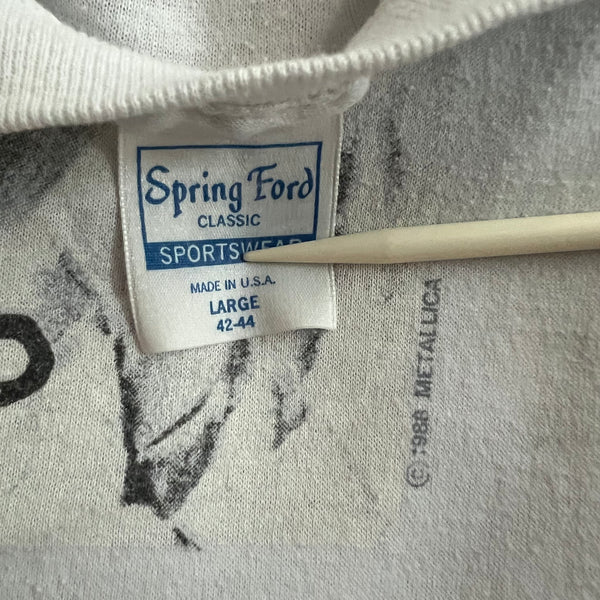 Spring Ford
CLASSIC
SPORTSWEAR
MADE IN U.S.A.
LARGE
42-44
© 1988 METALLICA